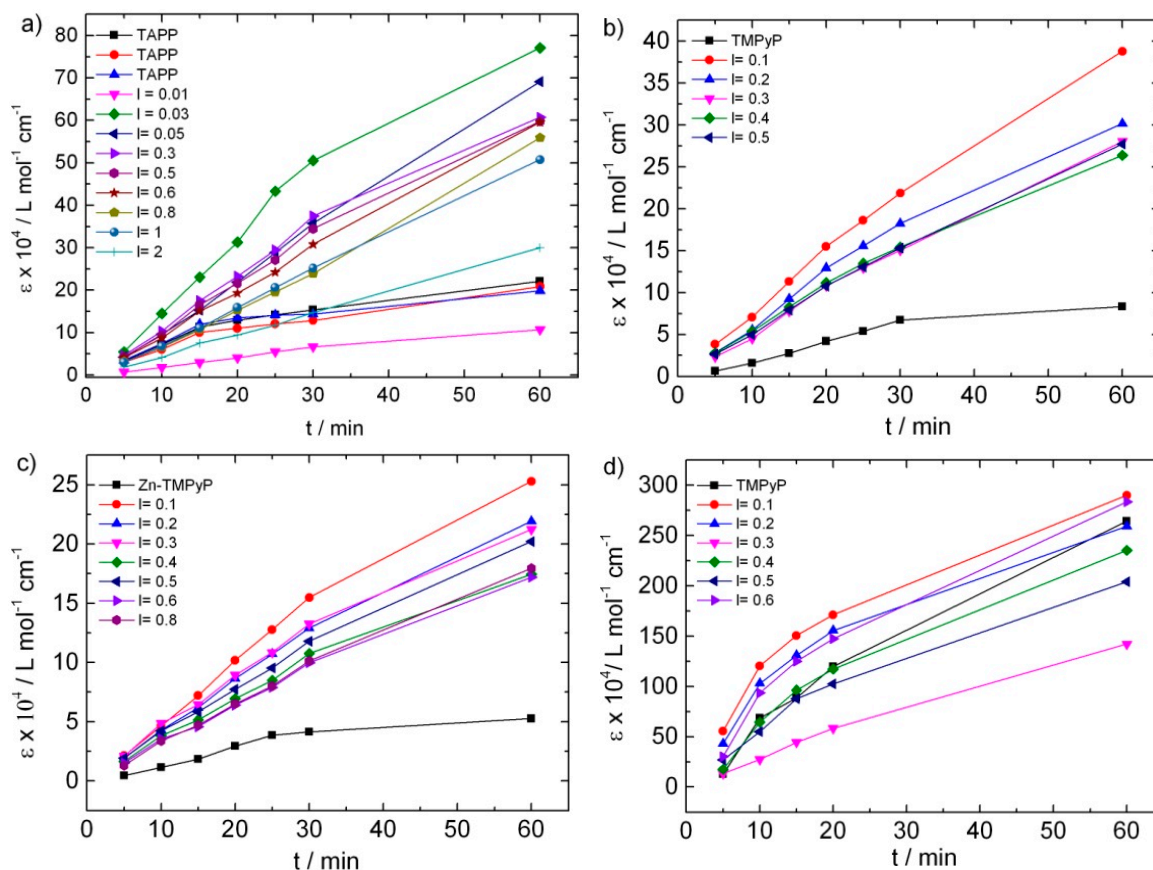 a)
TAPP
TAPP
TAPP
I = 0.01
I = 0.03
I= 0.05
I= 0.3
I= 0.5
I= 0.6
I= 0.8
I= 1
I= 2
80
70
60
50
40
30
20
10
0
ε x 10⁴ / L mol⁻¹ cm⁻¹
0 10 20 30 40 50 60
t / min
b)
TMPyP
I= 0.1
I= 0.2
I= 0.3
I= 0.4
I= 0.5
40
35
30
25
20
15
10
5
0
ε x 10⁴ / L mol⁻¹ cm⁻¹
0 10 20 30 40 50 60
t / min
c)
Zn-TMPyP
I= 0.1
I= 0.2
I= 0.3
I= 0.4
I= 0.5
I= 0.6
I= 0.8
25
20
15
10
5
0
ε x 10⁴ / L mol⁻¹ cm⁻¹
0 10 20 30 40 50 60
t / min
d)
TMPyP
I= 0.1
I= 0.2
I= 0.3
I= 0.4
I= 0.5
I= 0.6
300
250
200
150
100
50
0
ε x 10⁴/ L mol⁻¹ cm⁻¹
0 10 20 30 40 50 60
t / min